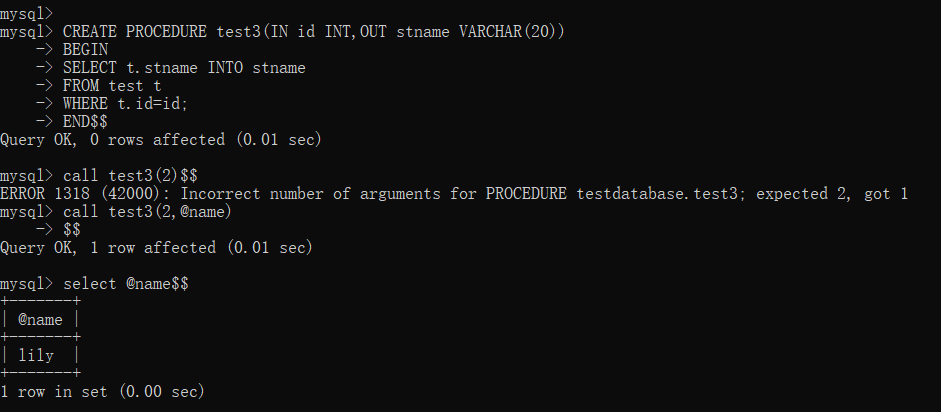 mysql>
mysql> CREATE PROCEDURE test3(IN id INT,OUT stname VARCHAR(20))
    -> BEGIN
    -> SELECT t.stname INTO stname
    -> FROM test t
    -> WHERE t.id=id;
    -> END$$
Query OK, 0 rows affected (0.01 sec)

mysql> call test3(2)$$
ERROR 1318 (42000): Incorrect number of arguments for PROCEDURE testdatabase.test3; expected 2, got 1
mysql> call test3(2,@name)
    -> $$
Query OK, 1 row affected (0.01 sec)

mysql> select @name$$
+-------+
| @name |
+-------+
| lily  |
+-------+
1 row in set (0.00 sec)